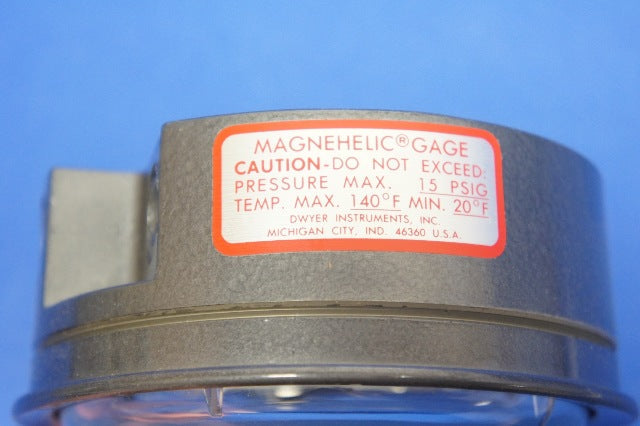 MAGNEHELIC® GAGE
CAUTION-DO NOT EXCEED:
PRESSURE MAX. 15 PSIG
TEMP. MAX. 140°F MIN. 20°F
DWYER INSTRUMENTS, INC.
MICHIGAN CITY, IND. 46360 U.S.A.